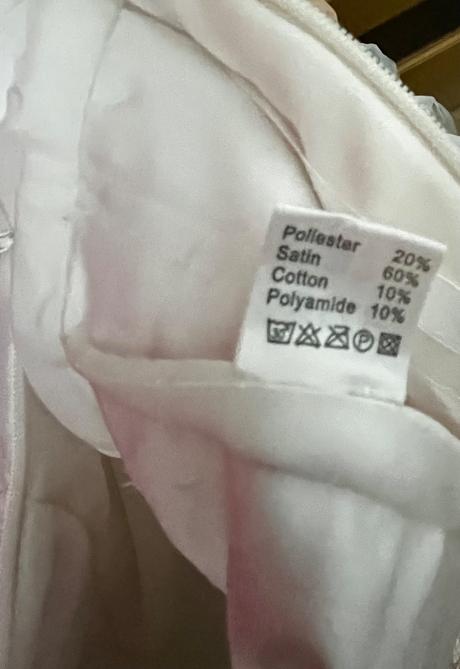 Poliester 20%
Satin 60%
Cotton 10%
Polyamide 10%
P